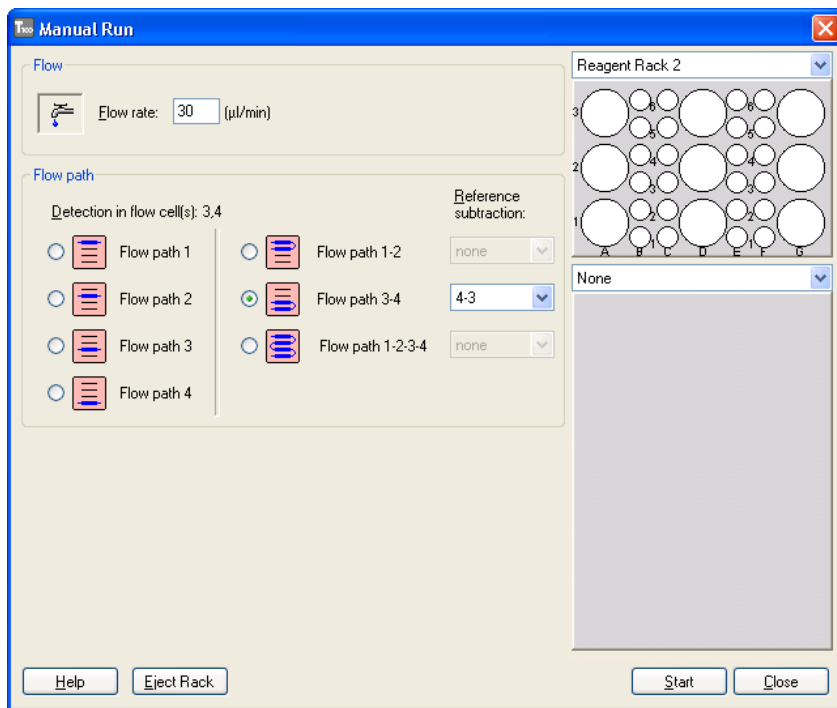 T100 Manual Run
Flow
Flow rate: 30 (µl/min)
Flow path
Detection in flow cell(s): 3,4
Reference
subtraction:
Flow path 1
Flow path 1-2
none
Flow path 2
Flow path 3-4
4-3
Flow path 3
Flow path 1-2-3-4
none
Flow path 4
Reagent Rack 2
3
6
6
5
5
2
4
4
3
3
1
2
2
1
1
A B C D E F G
None
Help
Eject Rack
Start
Close